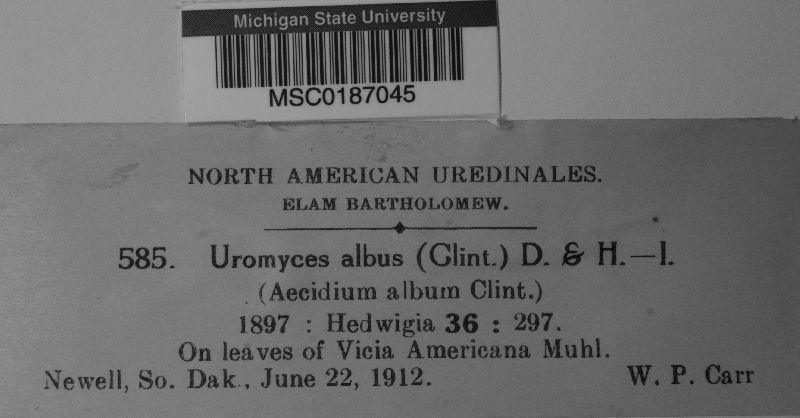 Michigan State University
MSC0187045
NORTH AMERICAN UREDINALES.
ELAM BARTHOLOMEW.
585. Uromyces albus (Clint.) D. & H.—I.
(Aecidium album Clint.)
1897 : Hedwigia 36 : 297.
On leaves of Vicia Americana Muhl.
Newell, So. Dak., June 22, 1912. W. P. Carr